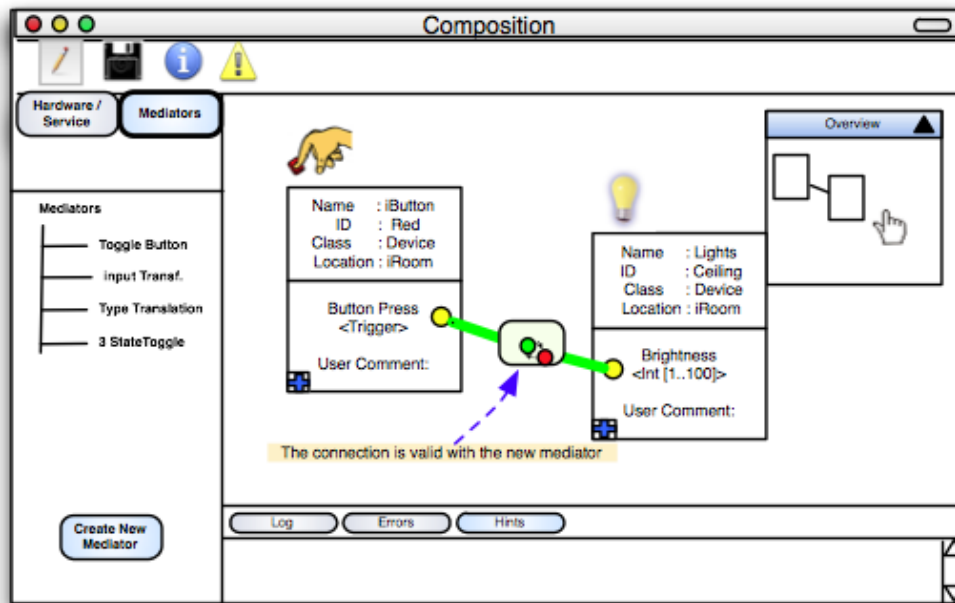 Composition
Hardware /
Service
Mediators
Mediators
Toggle Button
input Transf.
Type Translation
3 StateToggle
Create New
Mediator
Name : iButton
ID : Red
Class : Device
Location : iRoom
Button Press
<Trigger>
User Comment:
The connection is valid with the new mediator
Name : Lights
ID : Ceiling
Class : Device
Location : iRoom
Brightness
<Int [1..100]>
User Comment:
Overview
Log
Errors
Hints